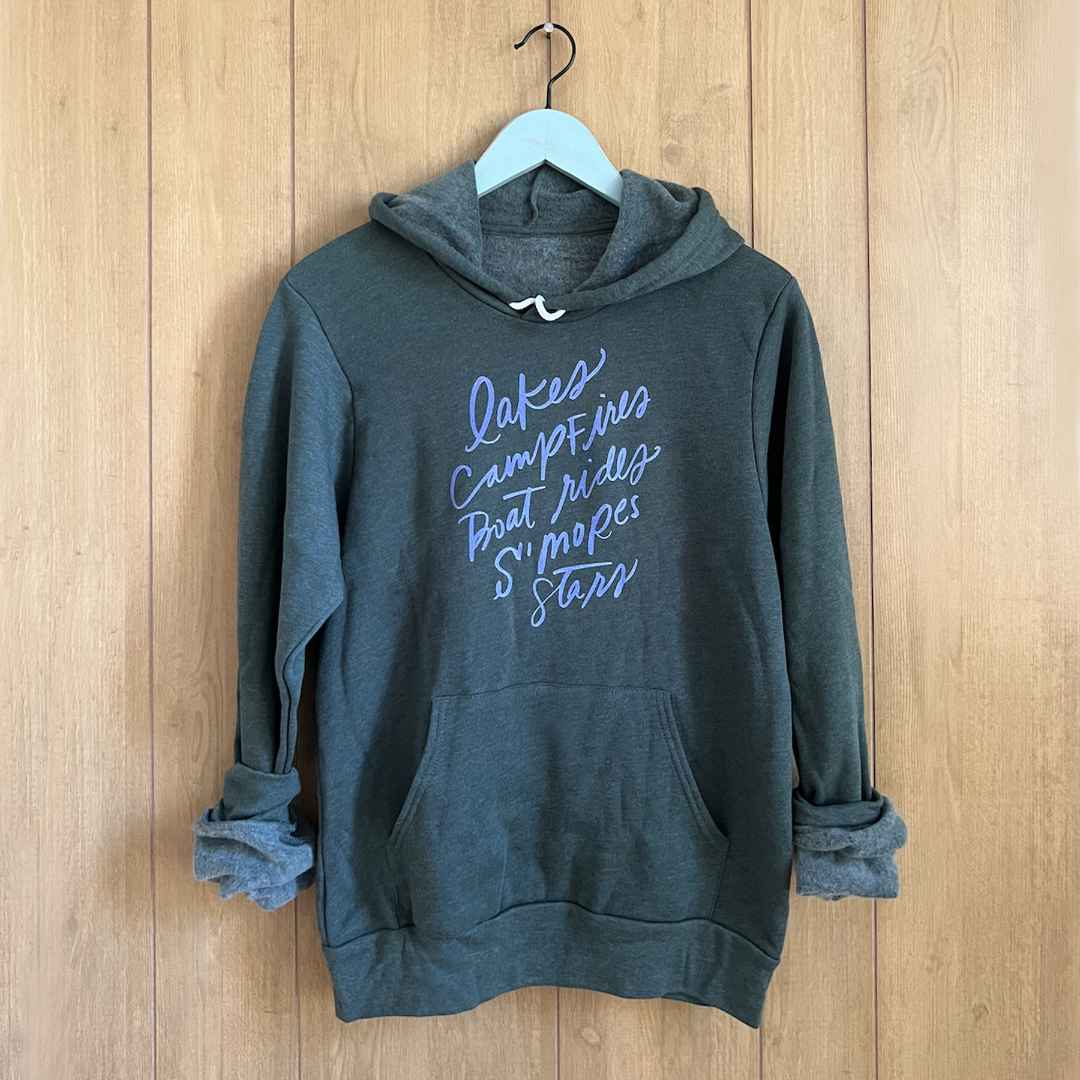 lakes
campFires
Boat rides
S'moRes
stars